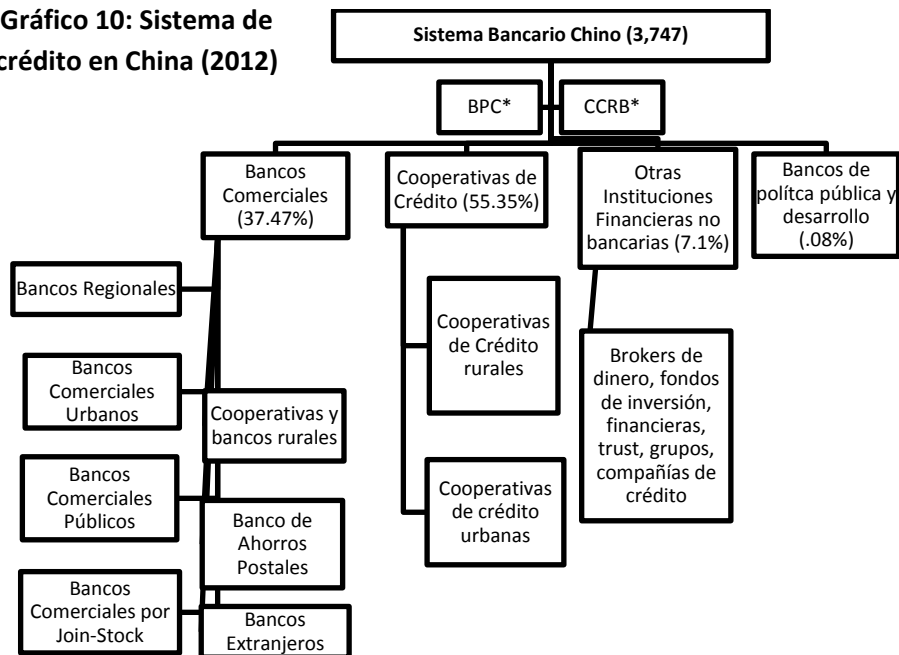 Gráfico 10: Sistema de
crédito en China (2012)
Sistema Bancario Chino (3,747)
BPC*
CCRB*
Bancos
Comerciales
(37.47%)
Cooperativas de
Crédito (55.35%)
Otras
Instituciones
Financieras no
bancarias (7.1%)
Bancos de
polítca pública y
desarrollo
(.08%)
Bancos Regionales
Bancos
Comerciales
Urbanos
Cooperativas y
bancos rurales
Bancos
Comerciales
Públicos
Banco de
Ahorros
Postales
Bancos
Comerciales por
Join-Stock
Bancos
Extranjeros
Cooperativas
de Crédito
rurales
Cooperativas
de crédito
urbanas
Brokers de
dinero, fondos
de inversión,
financieras,
trust, grupos,
compañías de
crédito